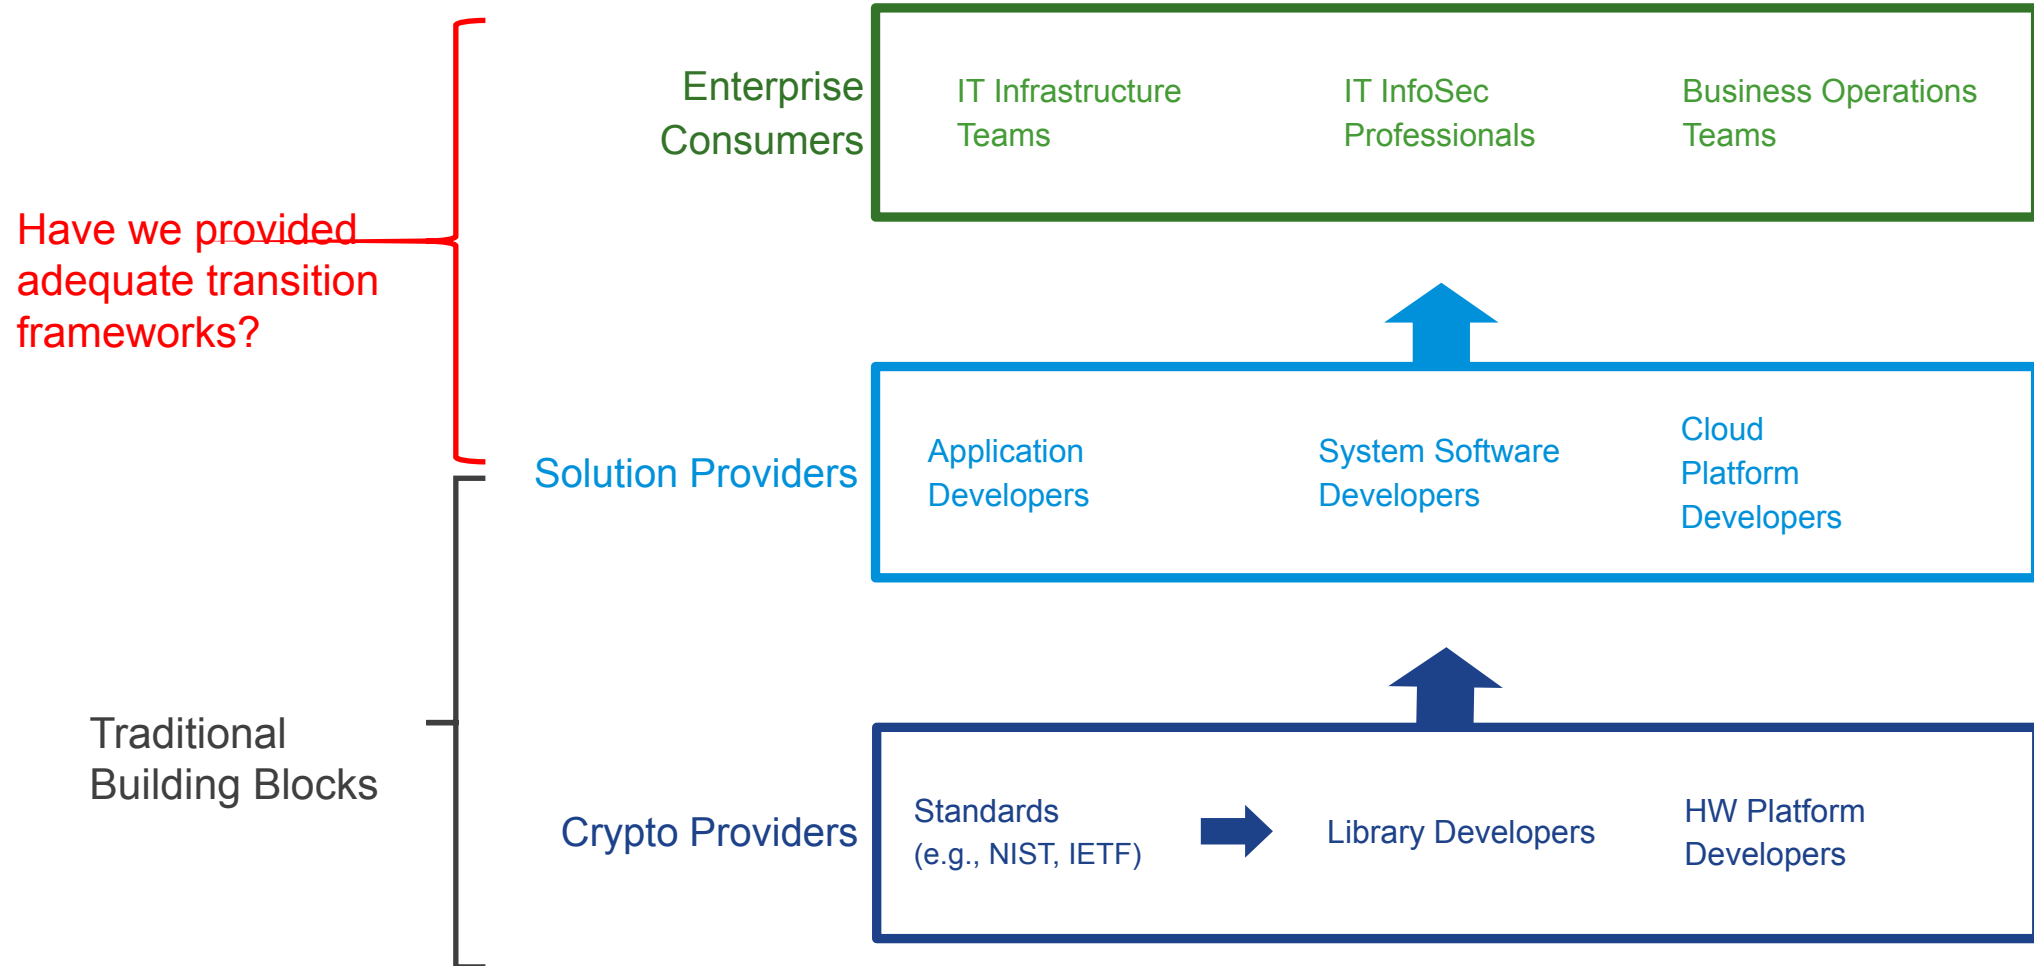 Enterprise
Consumers
IT Infrastructure
Teams
IT InfoSec
Professionals
Business Operations
Teams
Have we provided
adequate transition
frameworks?
Solution Providers
Application
Developers
System Software
Developers
Cloud
Platform
Developers
Traditional
Building Blocks
Crypto Providers
Standards
(e.g., NIST, IETF)
Library Developers
HW Platform
Developers